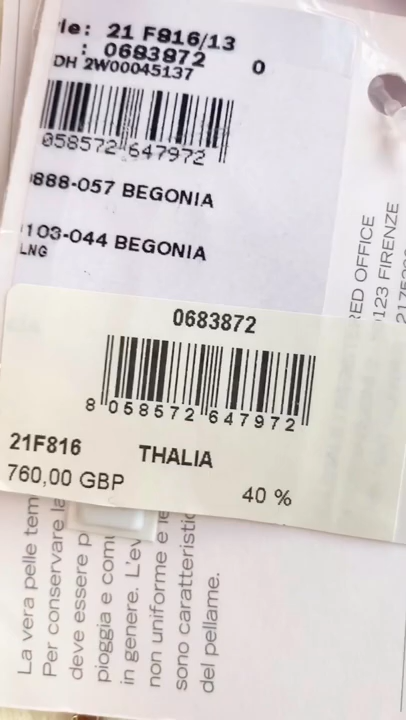 le: 21 F816/13
: 0683872 0
DH 2W00045137
058572 647972
888-057 BEGONIA
103-044 BEGONIA
LNG
0683872
8 058572 647972
21F816 THALIA
760,00 GBP 40 %
RED OFFICE
123 FIRENZE
La vera pelle tem
Per conservare la
deve essere p
pioggia e com
in genere. L'ev
non uniforme e le
sono caratteristic
del pellame.